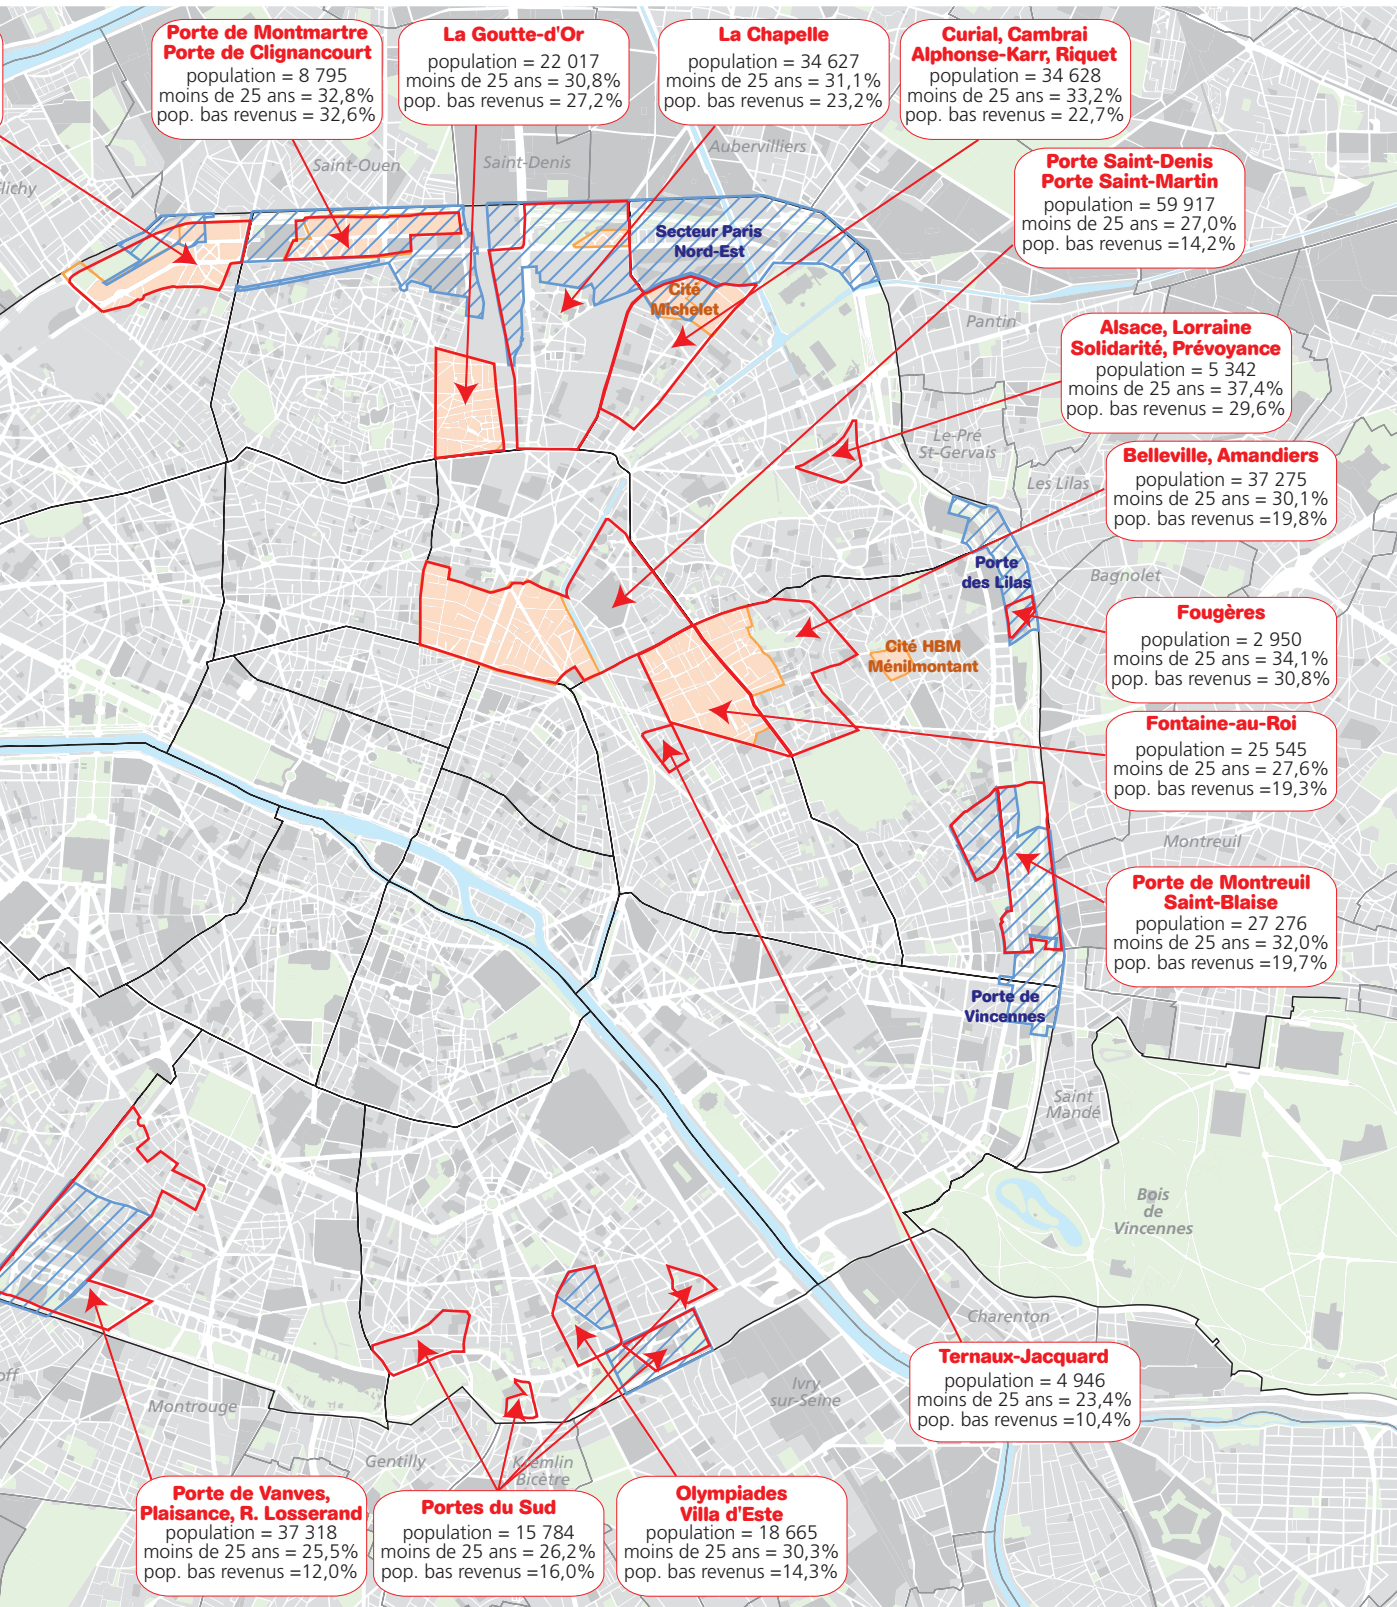 Porte de Montmartre
Porte de Clignancourt
population = 8 795
moins de 25 ans = 32,8%
pop. bas revenus = 32,6%
La Goutte-d'Or
population = 22 017
moins de 25 ans = 30,8%
pop. bas revenus = 27,2%
La Chapelle
population = 34 627
moins de 25 ans = 31,1%
pop. bas revenus = 23,2%
Curial, Cambrai
Alphonse-Karr, Riquet
population = 34 628
moins de 25 ans = 33,2%
pop. bas revenus = 22,7%
Saint-Ouen
Saint-Denis
Aubervilliers
lichy
Porte Saint-Denis
Porte Saint-Martin
population = 59 917
moins de 25 ans = 27,0%
pop. bas revenus =14,2%
Secteur Paris
Nord-Est
Cité
Michelet
Pantin
Alsace, Lorraine
Solidarité, Prévoyance
population = 5 342
moins de 25 ans = 37,4%
pop. bas revenus = 29,6%
Le-Pré
St-Gervais
Les Lilas
Belleville, Amandiers
population = 37 275
moins de 25 ans = 30,1%
pop. bas revenus =19,8%
Porte
des Lilas
Bagnolet
Fougères
population = 2 950
moins de 25 ans = 34,1%
pop. bas revenus = 30,8%
Cité HBM
Ménilmontant
Fontaine-au-Roi
population = 25 545
moins de 25 ans = 27,6%
pop. bas revenus =19,3%
Montreuil
Porte de Montreuil
Saint-Blaise
population = 27 276
moins de 25 ans = 32,0%
pop. bas revenus =19,7%
Porte de
Vincennes
Saint
Mandé
Bois
de
Vincennes
Charenton
Ternaux-Jacquard
population = 4 946
moins de 25 ans = 23,4%
pop. bas revenus =10,4%
Ivry
sur-Seine
off
Montrouge
Gentilly
Kremlin
Bicètre
Porte de Vanves,
Plaisance, R. Losserand
population = 37 318
moins de 25 ans = 25,5%
pop. bas revenus =12,0%
Portes du Sud
population = 15 784
moins de 25 ans = 26,2%
pop. bas revenus =16,0%
Olympiades
Villa d'Este
population = 18 665
moins de 25 ans = 30,3%
pop. bas revenus =14,3%